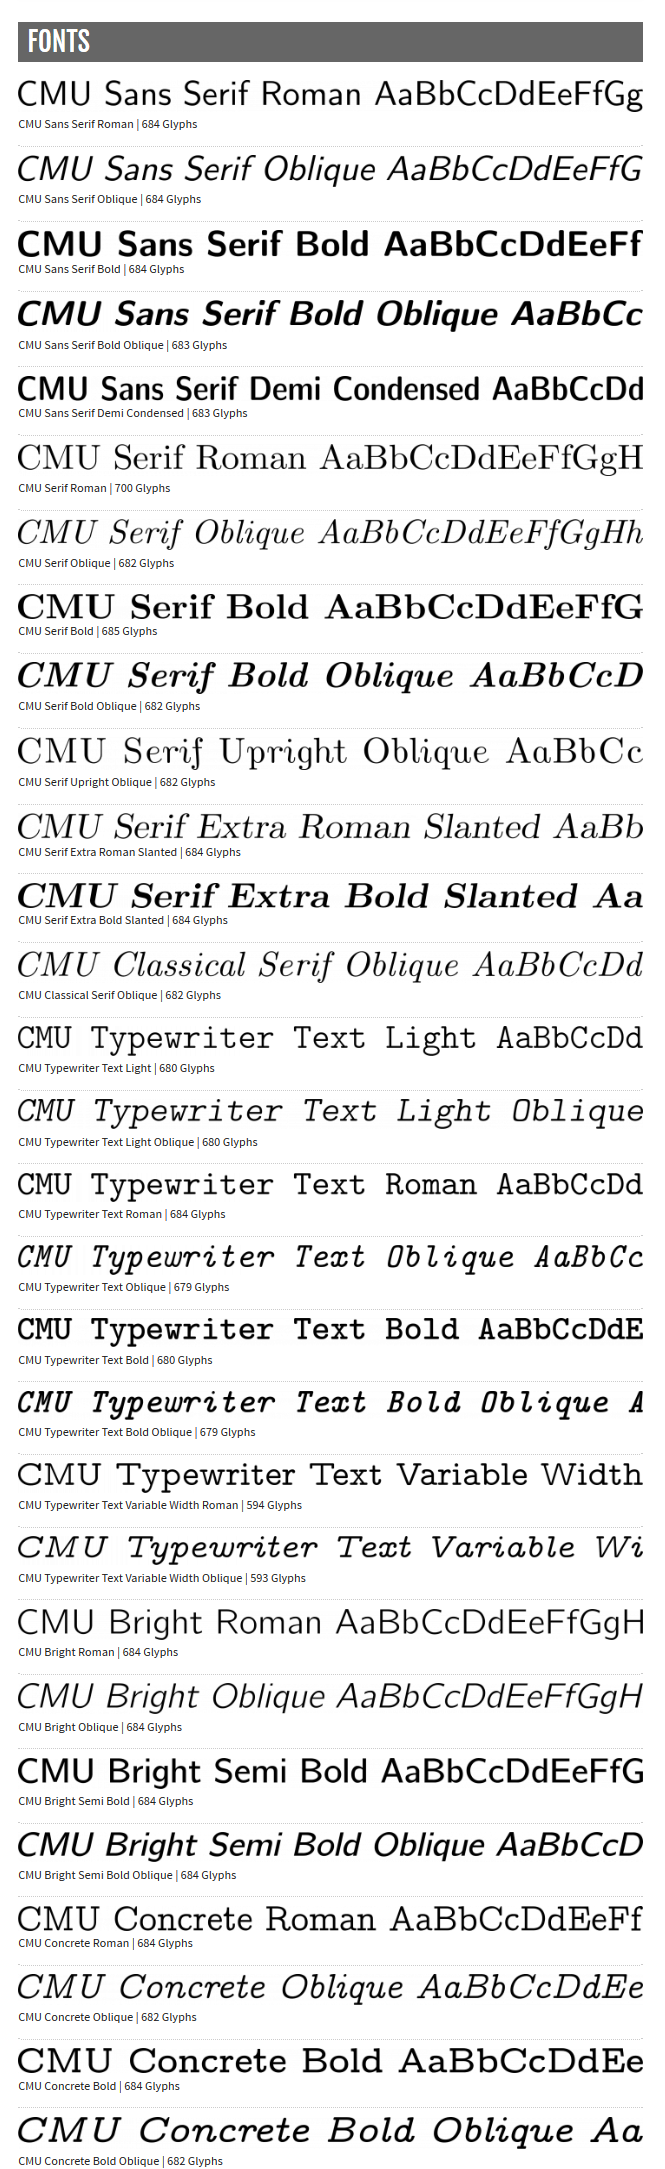 FONTS
CMU Sans Serif Roman AaBbCcDdEeFfGg
CMU Sans Serif Roman | 684 Glyphs
CMU Sans Serif Oblique AaBbCcDdEeFfG
CMU Sans Serif Oblique | 684 Glyphs
CMU Sans Serif Bold AaBbCcDdEeFf
CMU Sans Serif Bold | 684 Glyphs
CMU Sans Serif Bold Oblique AaBbCc
CMU Sans Serif Bold Oblique | 683 Glyphs
CMU Sans Serif Demi Condensed AaBbCcDd
CMU Sans Serif Demi Condensed | 683 Glyphs
CMU Serif Roman AaBbCcDdEeFfGgH
CMU Serif Roman | 700 Glyphs
CMU Serif Oblique AaBbCcDdEeFfGgHh
CMU Serif Oblique | 682 Glyphs
CMU Serif Bold AaBbCcDdEeFfG
CMU Serif Bold | 685 Glyphs
CMU Serif Bold Oblique AaBbCcD
CMU Serif Bold Oblique | 682 Glyphs
CMU Serif Upright Oblique AaBbCc
CMU Serif Upright Oblique | 682 Glyphs
CMU Serif Extra Roman Slanted AaBb
CMU Serif Extra Roman Slanted | 684 Glyphs
CMU Serif Extra Bold Slanted Aa
CMU Serif Extra Bold Slanted | 684 Glyphs
CMU Classical Serif Oblique AaBbCcDd
CMU Classical Serif Oblique | 682 Glyphs
CMU Typewriter Text Light AaBbCcDd
CMU Typewriter Text Light | 680 Glyphs
CMU Typewriter Text Light Oblique
CMU Typewriter Text Light Oblique | 680 Glyphs
CMU Typewriter Text Roman AaBbCcDd
CMU Typewriter Text Roman | 684 Glyphs
CMU Typewriter Text Oblique AaBbCc
CMU Typewriter Text Oblique | 679 Glyphs
CMU Typewriter Text Bold AaBbCcDdE
CMU Typewriter Text Bold | 680 Glyphs
CMU Typewriter Text Bold Oblique A
CMU Typewriter Text Bold Oblique | 679 Glyphs
CMU Typewriter Text Variable Width
CMU Typewriter Text Variable Width Roman | 594 Glyphs
CMU Typewriter Text Variable Wi
CMU Typewriter Text Variable Width Oblique | 593 Glyphs
CMU Bright Roman AaBbCcDdEeFfGgH
CMU Bright Roman | 684 Glyphs
CMU Bright Oblique AaBbCcDdEeFfGgH
CMU Bright Oblique | 684 Glyphs
CMU Bright Semi Bold AaBbCcDdEeFfG
CMU Bright Semi Bold | 684 Glyphs
CMU Bright Semi Bold Oblique AaBbCcD
CMU Bright Semi Bold Oblique | 684 Glyphs
CMU Concrete Roman AaBbCcDdEeFf
CMU Concrete Roman | 684 Glyphs
CMU Concrete Oblique AaBbCcDdEe
CMU Concrete Oblique | 682 Glyphs
CMU Concrete Bold AaBbCcDdEe
CMU Concrete Bold | 684 Glyphs
CMU Concrete Bold Oblique Aa
CMU Concrete Bold Oblique | 682 Glyphs